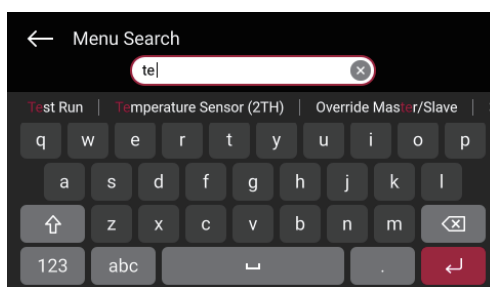 Menu Search
te
Test Run | Temperature Sensor (2TH) | Override Master/Slave |
q w e r t y u i o p
a s d f g h j k l
z x c v b n m
123 abc .